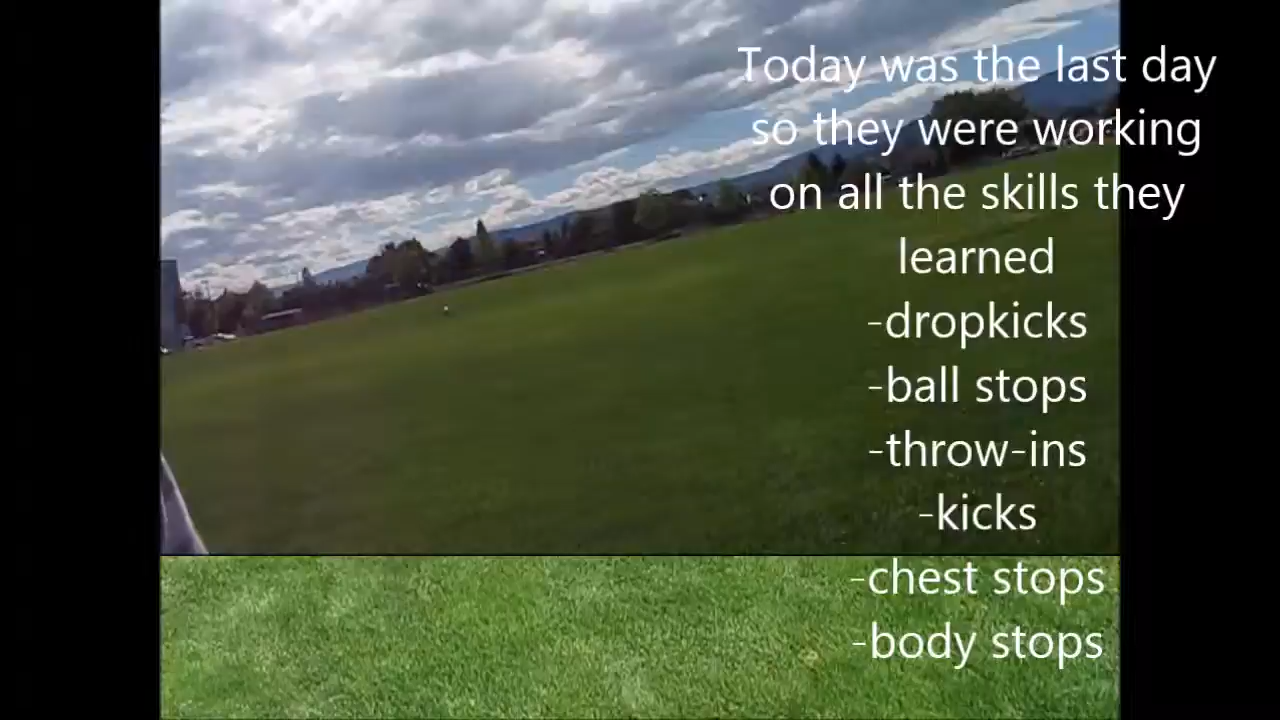 Today was the last day
so they were working
on all the skills they
learned
-dropkicks
-ball stops
-throw-ins
-kicks
-chest stops
-body stops